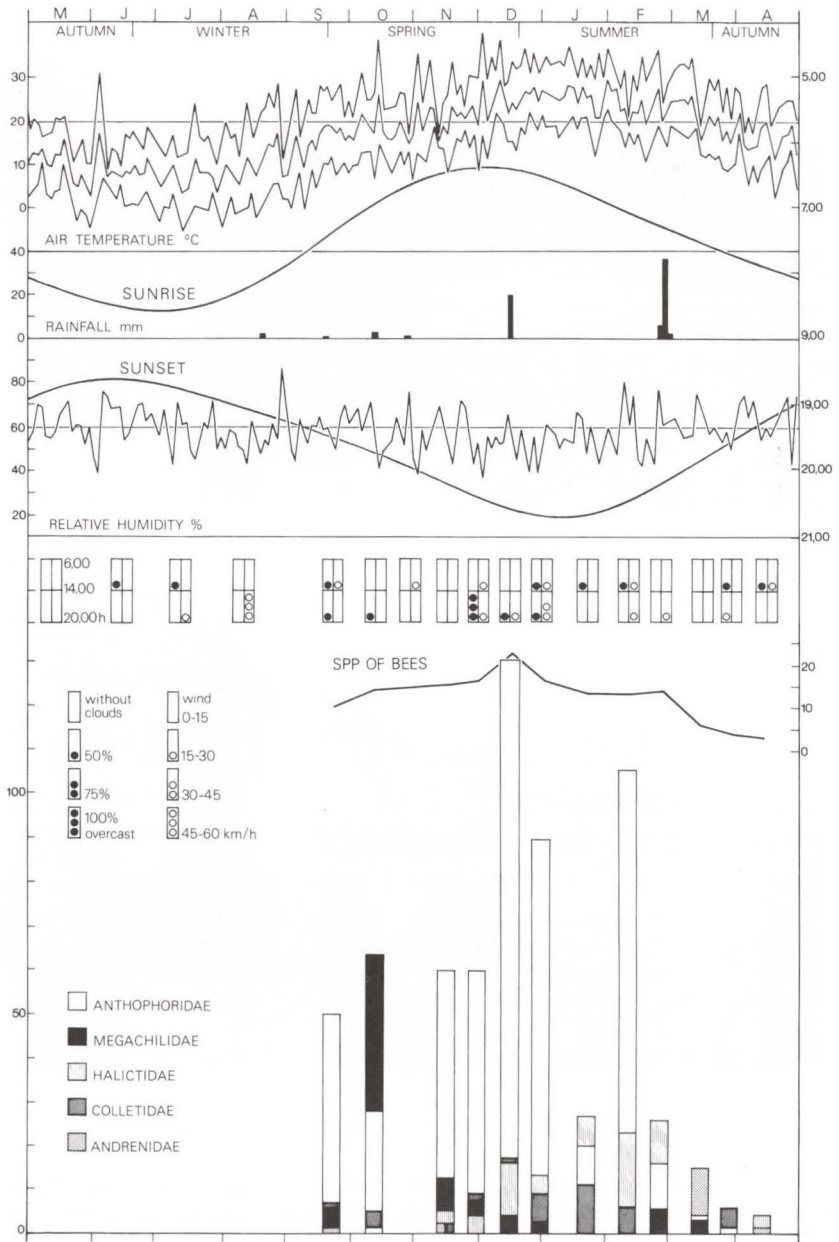 M J J A S O N D J F M A
AUTUMN WINTER SPRING SUMMER AUTUMN
30 5,00
20
10
0 7,00
AIR TEMPERATURE ºC
40
20 SUNRISE
RAINFALL mm
0 9,00
SUNSET
80 19,00
60
40 20,00
20
RELATIVE HUMIDITY % 21,00
6,00
14,00
20,00h
SPP OF BEES
20
10
0
without clouds
wind 0-15
50%
15-30
75%
30-45
100% overcast
45-60 km/h
100
50
ANTHOPHORIDAE
MEGACHILIDAE
HALICTIDAE
COLLETIDAE
ANDRENIDAE
0